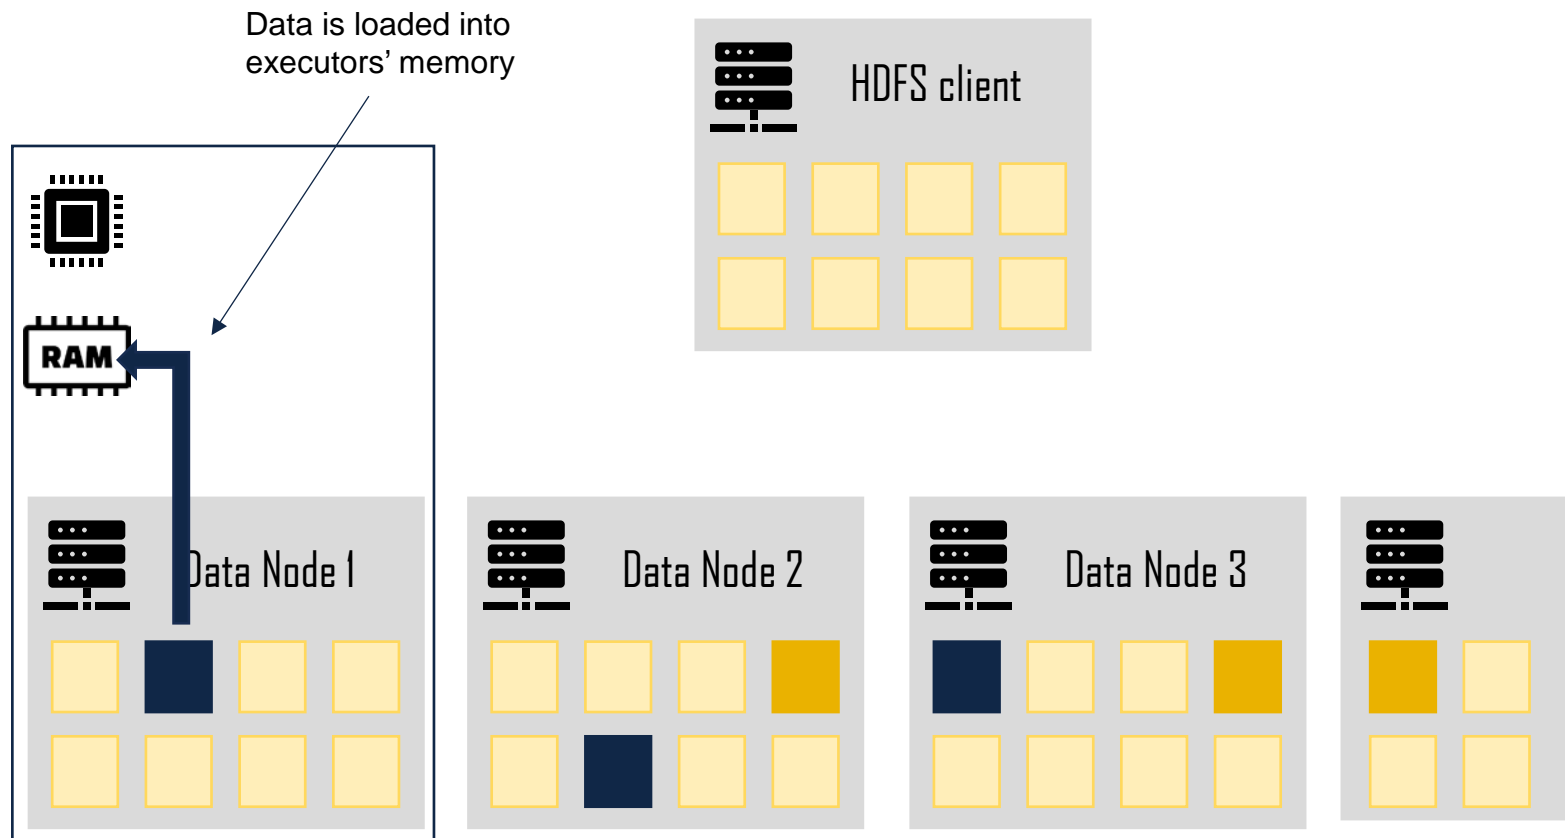 Data is loaded into
executors’ memory
HDFS client
RAM
Data Node 1
Data Node 2
Data Node 3